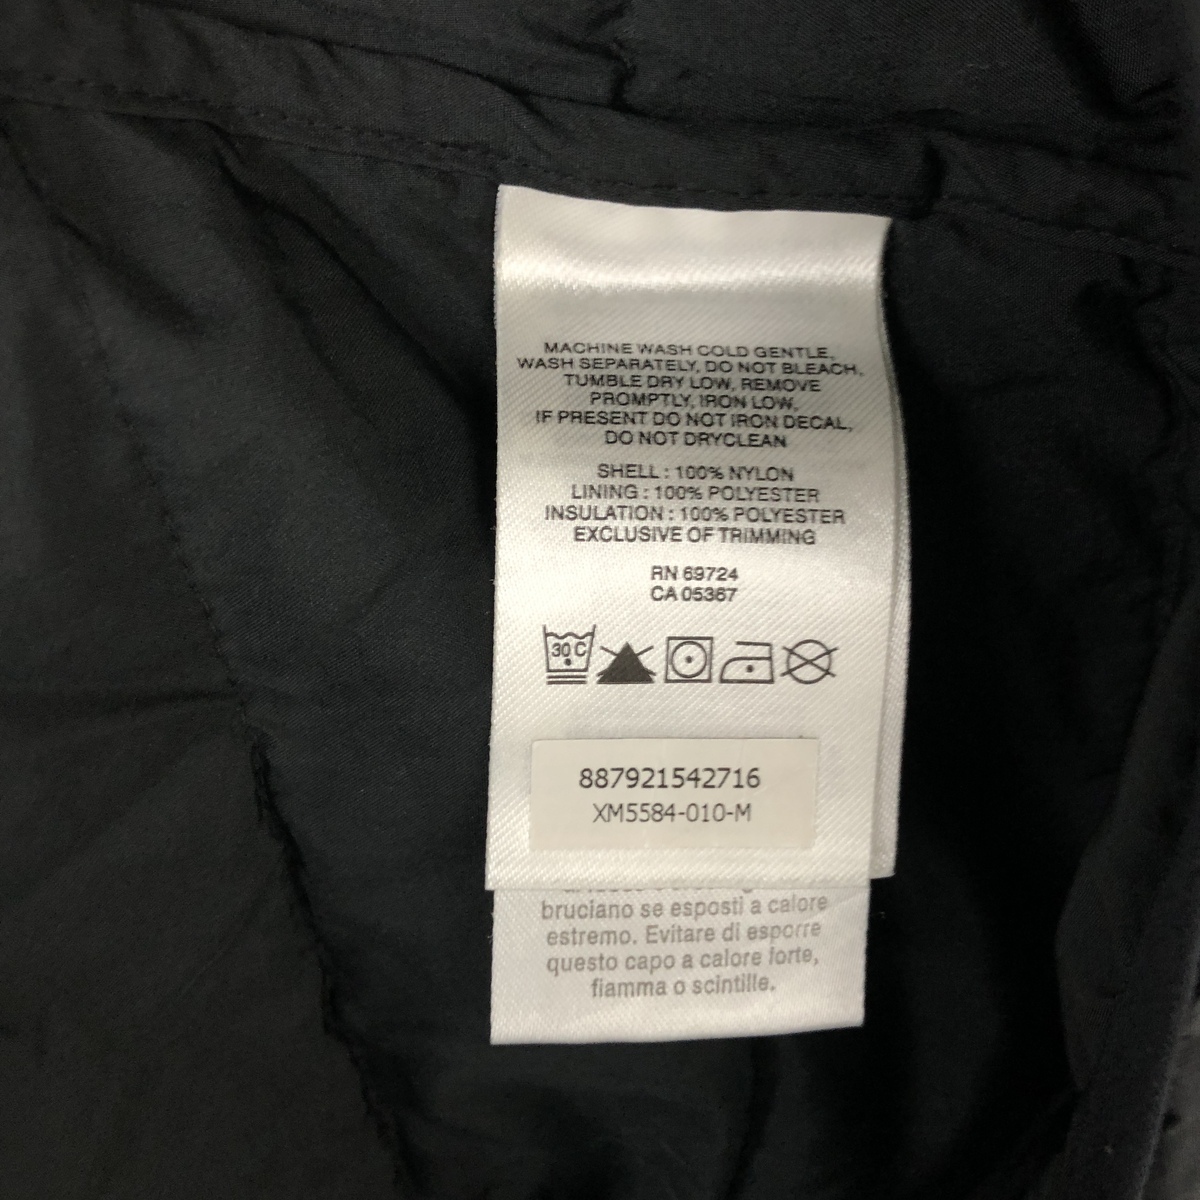 MACHINE WASH COLD GENTLE,
WASH SEPARATELY, DO NOT BLEACH,
TUMBLE DRY LOW, REMOVE
PROMPTLY, IRON LOW,
IF PRESENT DO NOT IRON DECAL,
DO NOT DRYCLEAN
SHELL : 100% NYLON
LINING : 100% POLYESTER
INSULATION : 100% POLYESTER
EXCLUSIVE OF TRIMMING
RN 69724
CA 05367
30 C
887921542716
XM5584-010-M
bruciano se esposti a calore
estremo. Evitare di esporre
questo capo a calore forte,
fiamma o scintille.